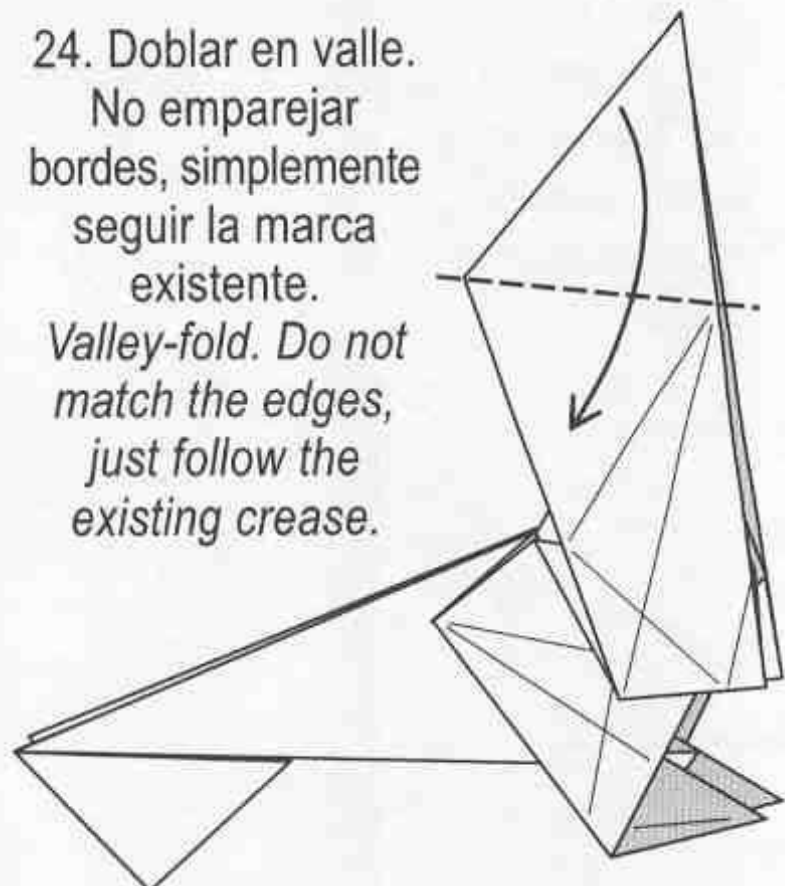 24. Doblar en valle.
No emparejar
bordes, simplemente
seguir la marca
existente.
Valley-fold. Do not
match the edges,
just follow the
existing crease.